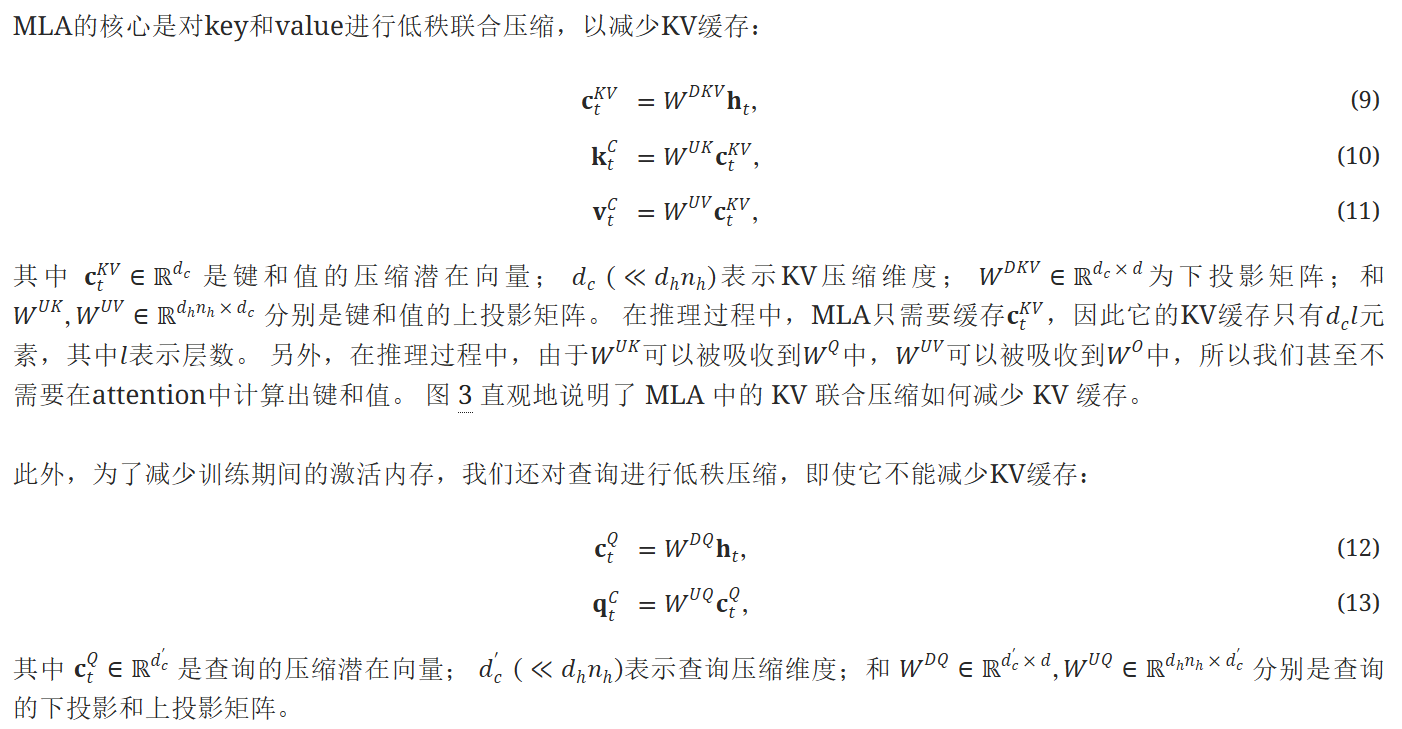 MLA的核心是对key和value进行低秩联合压缩，以减少KV缓存：
$\mathbf{c}_t^{KV} = W^{DKV}\mathbf{h}_t,$ (9)
$\mathbf{k}_t^{C} = W^{UK}\mathbf{c}_t^{KV},$ (10)
$\mathbf{v}_t^{C} = W^{UV}\mathbf{c}_t^{KV},$ (11)
其中 $\mathbf{c}_t^{KV} \in \mathbb{R}^{d_c}$ 是键和值的压缩潜在向量； $d_c\ (\ll d_h n_h)$表示KV压缩维度； $W^{DKV} \in \mathbb{R}^{d_c \times d}$为下投影矩阵；和
$W^{UK}, W^{UV} \in \mathbb{R}^{d_h n_h \times d_c}$ 分别是键和值的上投影矩阵。 在推理过程中，MLA只需要缓存$\mathbf{c}_t^{KV}$，因此它的KV缓存只有$d_c l$元
素，其中$l$表示层数。 另外，在推理过程中，由于$W^{UK}$可以被吸收到$W^{Q}$中，$W^{UV}$可以被吸收到$W^{O}$中，所以我们甚至不
需要在attention中计算出键和值。 图 3 直观地说明了 MLA 中的 KV 联合压缩如何减少 KV 缓存。
此外，为了减少训练期间的激活内存，我们还对查询进行低秩压缩，即使它不能减少KV缓存：
$\mathbf{c}_t^{Q} = W^{DQ}\mathbf{h}_t,$ (12)
$\mathbf{q}_t^{C} = W^{UQ}\mathbf{c}_t^{Q},$ (13)
其中 $\mathbf{c}_t^{Q} \in \mathbb{R}^{d_c'}$ 是查询的压缩潜在向量； $d_c'\ (\ll d_h n_h)$表示查询压缩维度；和 $W^{DQ} \in \mathbb{R}^{d_c' \times d}, W^{UQ} \in \mathbb{R}^{d_h n_h \times d_c'}$ 分别是查询
的下投影和上投影矩阵。